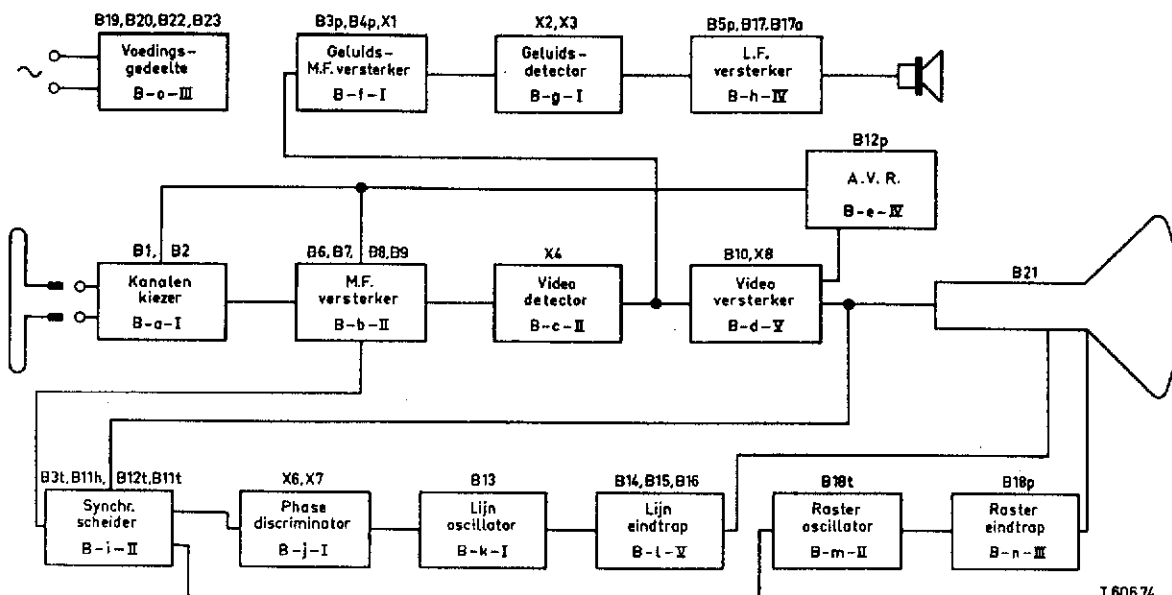 B19, B20, B22, B23
Voedings-
gedeelte
B-o-III
B3p, B4p, X1
Geluids-
M.F. versterker
B-f-I
X2, X3
Geluids-
detector
B-g-I
B5p, B17, B17a
L.F.
versterker
B-h-IV
B12p
A.V.R.
B-e-IV
B1, B2
Kanalen
kiezer
B-a-I
B6, B7, B8, B9
M.F.
versterker
B-b-II
X4
Video
detector
B-c-II
B10, X8
Video
versterker
B-d-V
B21
B3t, B11h, B12t, B11t
Synchr.
scheider
B-i-II
X6, X7
Phase
discriminator
B-j-I
B13
Lijn
oscillator
B-k-I
B14, B15, B16
Lijn
eindtrap
B-l-V
B18t
Raster
oscillator
B-m-II
B18p
Raster
eindtrap
B-n-III
T 606 74